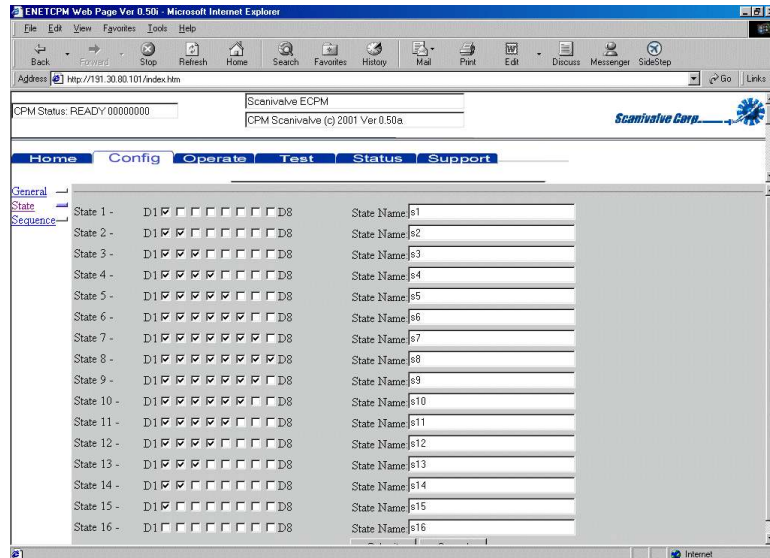 ENETCPM Web Page Ver 0.50i - Microsoft Internet Explorer
File Edit View Favorites Tools Help
Back Forward Stop Refresh Home Search Favorites History Mail Print Edit Discuss Messenger SideStep
Address http://191.30.80.101/index.htm Go Links
CPM Status: READY 00000000
Scanivalve ECPM
CPM Scanivalve (c) 2001 Ver 0.50a
Scanivalve Corp.
Home Config Operate Test Status Support
General
State
Sequence
State 1 - D1 D8 State Name: s1
State 2 - D1 D8 State Name: s2
State 3 - D1 D8 State Name: s3
State 4 - D1 D8 State Name: s4
State 5 - D1 D8 State Name: s5
State 6 - D1 D8 State Name: s6
State 7 - D1 D8 State Name: s7
State 8 - D1 D8 State Name: s8
State 9 - D1 D8 State Name: s9
State 10 - D1 D8 State Name: s10
State 11 - D1 D8 State Name: s11
State 12 - D1 D8 State Name: s12
State 13 - D1 D8 State Name: s13
State 14 - D1 D8 State Name: s14
State 15 - D1 D8 State Name: s15
State 16 - D1 D8 State Name: s16
Internet